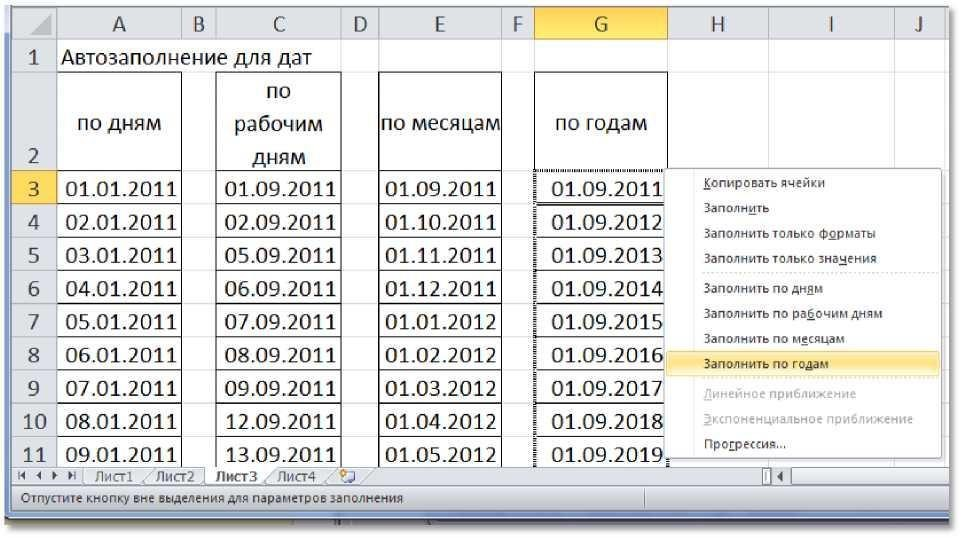 A B C D E F G H I J
1 Автозаполнение для дат
по
по дням рабочим по месяцам по годам
2 дням
3 01.01.2011 01.09.2011 01.09.2011 01.09.2011
4 02.01.2011 02.09.2011 01.10.2011 01.09.2012
5 03.01.2011 05.09.2011 01.11.2011 01.09.2013
6 04.01.2011 06.09.2011 01.12.2011 01.09.2014
7 05.01.2011 07.09.2011 01.01.2012 01.09.2015
8 06.01.2011 08.09.2011 01.02.2012 01.09.2016
9 07.01.2011 09.09.2011 01.03.2012 01.09.2017
10 08.01.2011 12.09.2011 01.04.2012 01.09.2018
11 09.01.2011 13.09.2011 01.05.2012 01.09.2019
Копировать ячейки
Заполнить
Заполнить только форматы
Заполнить только значения
Заполнить по дням
Заполнить по рабочим дням
Заполнить по месяцам
Заполнить по годам
Линейное приближение
Экспоненциальное приближение
Прогрессия...
Лист1 Лист2 Лист3 Лист4
Отпустите кнопку вне выделения для параметров заполнения